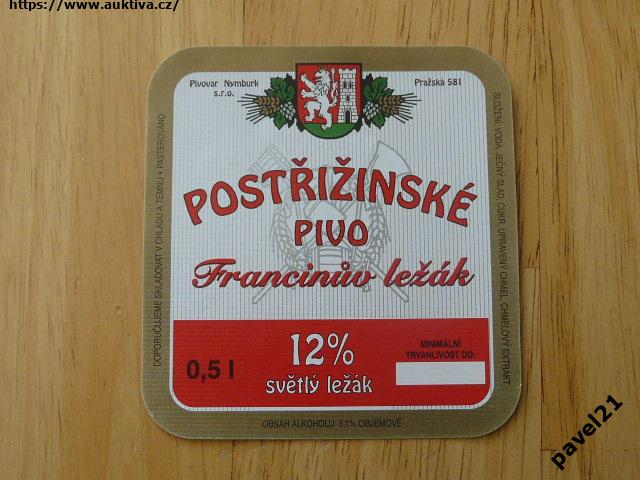 https://www.auktiva.cz/
Pivovar Nymburk
s.r.o.
Pražská 581
POSTŘIŽINSKÉ
PIVO
Francinův ležák
12%
světlý ležák
0,5 l
MINIMÁLNÍ
TRVANLIVOST DO:
DOPORUČUJEME SKLADOVAT V CHLADU A TEMNU • PASTEROVÁNO
SLOŽENÍ: VODA, JEČNÝ SLAD, CUKR, UPRAVENÝ CHMEL, CHMELOVÝ EXTRAKT
OBSAH ALKOHOLU 5,1% OBJEMOVÉ
pavel21